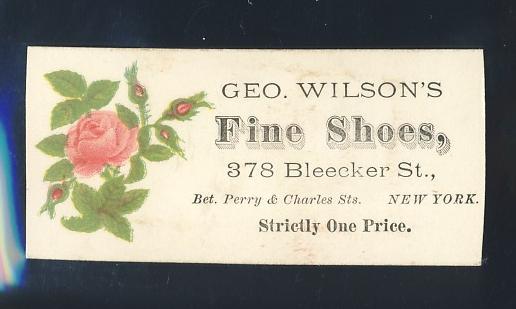 GEO. WILSON'S
Fine Shoes,
378 Bleecker St.,
Bet. Perry & Charles Sts. NEW YORK.
Strictly One Price.